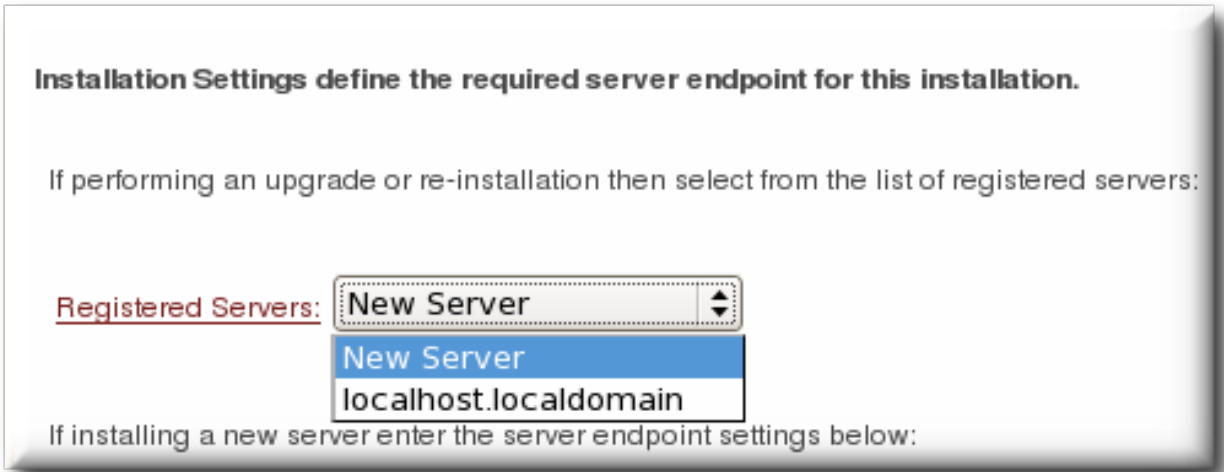 Installation Settings define the required server endpoint for this installation.
If performing an upgrade or re-installation then select from the list of registered servers:
Registered Servers: New Server
New Server
localhost.localdomain
If installing a new server enter the server endpoint settings below: